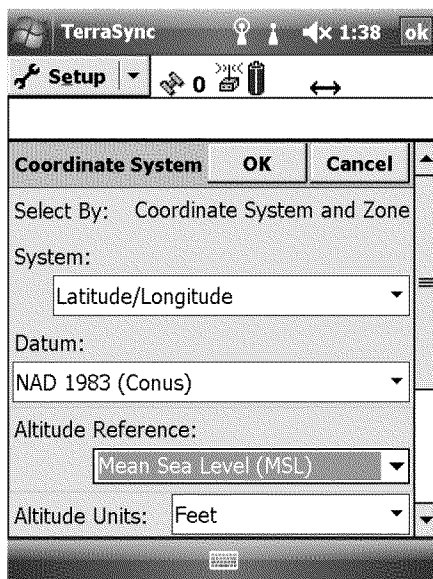 TerraSync 1:38 ok
Setup 0
Coordinate System OK Cancel
Select By: Coordinate System and Zone
System:
Latitude/Longitude
Datum:
NAD 1983 (Conus)
Altitude Reference:
Mean Sea Level (MSL)
Altitude Units: Feet